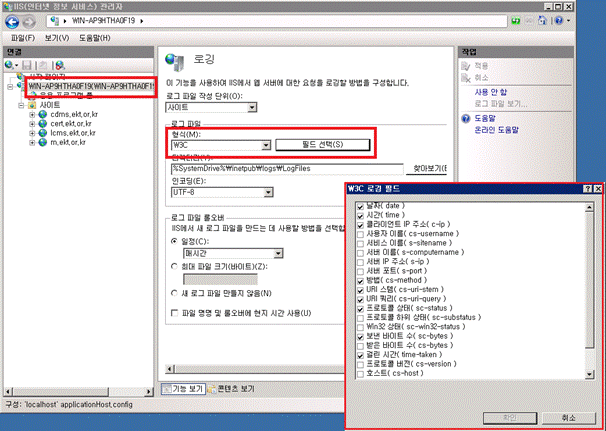 IIS(인터넷 정보 서비스) 관리자
WIN-AP9HTHA0F19
파일(F) 보기(V) 도움말(H)
연결
시작 페이지
WIN-AP9HTHA0F19(WIN-AP9HTHA0F19
응용 프로그램 풀
사이트
cdms,ekt,or,kr
cert,ekt,or,kr
lcms,ekt,or,kr
m,ekt,or,kr
로깅
이 기능을 사용하여 IIS에서 웹 서버에 대한 요청을 로깅할 방법을 구성합니다.
로그 파일 작성 단위(O):
사이트
로그 파일
형식(M):
W3C
필드 선택(S)
디렉터리(Y):
%SystemDrive%\inetpub\logs\LogFiles
찾아보기(B
인코딩(E):
UTF-8
로그 파일 롤오버
IIS에서 새 로그 파일을 만드는 데 사용할 방법을 선택합
일정(C):
매시간
최대 파일 크기(바이트)(Z):
새 로그 파일 만들지 않음(N)
파일 명명 및 롤오버에 현지 시간 사용(U)
기능 보기
콘텐츠 보기
작업
적용
취소
사용 안 함
로그 파일 보기...
도움말
온라인 도움말
W3C 로깅 필드
날짜( date )
시간( time )
클라이언트 IP 주소( c-ip )
사용자 이름( cs-username )
서비스 이름( s-sitename )
서버 이름( s-computername )
서버 IP 주소( s-ip )
서버 포트( s-port )
방법( cs-method )
URI 스템( cs-uri-stem )
URI 쿼리( cs-uri-query )
프로토콜 상태( sc-status )
프로토콜 하위 상태( sc-substatus )
Win32 상태( sc-win32-status )
보낸 바이트 수( sc-bytes )
받은 바이트 수( cs-bytes )
걸린 시간( time-taken )
프로토콜 버전( cs-version )
호스트( cs-host )
확인
취소
구성: 'localhost' applicationHost,config